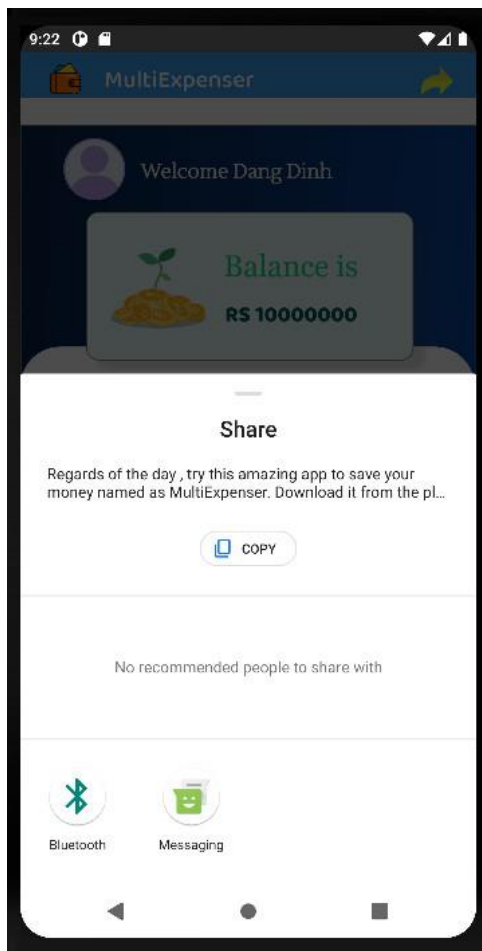 9:22
MultiExpenser
Welcome Dang Dinh
Balance is
RS 10000000
Share
Regards of the day , try this amazing app to save your
money named as MultiExpenser. Download it from the pl...
COPY
No recommended people to share with
Bluetooth
Messaging